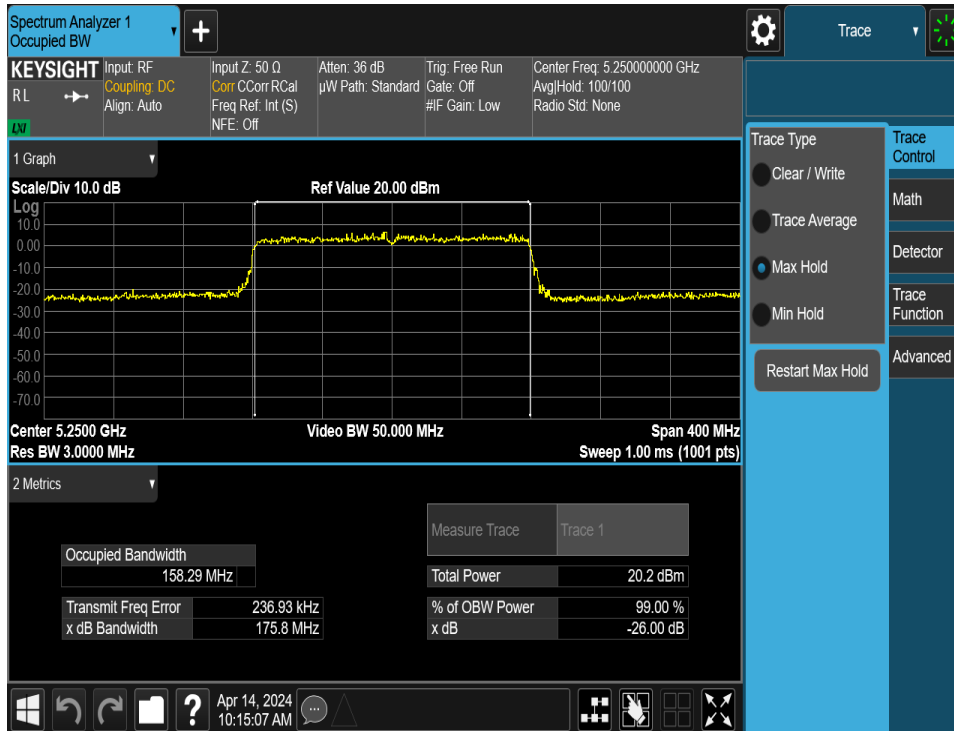 Spectrum Analyzer 1
Occupied BW
Trace
KEYSIGHT
R L
LXI
Input: RF
Coupling: DC
Align: Auto
Input Z: 50 Ω
Corr CCorr RCal
Freq Ref: Int (S)
NFE: Off
Atten: 36 dB
µW Path: Standard
Trig: Free Run
Gate: Off
#IF Gain: Low
Center Freq: 5.250000000 GHz
Avg|Hold: 100/100
Radio Std: None
1 Graph
Scale/Div 10.0 dB
Ref Value 20.00 dBm
Log
10.0
0.00
-10.0
-20.0
-30.0
-40.0
-50.0
-60.0
-70.0
Center 5.2500 GHz
Video BW 50.000 MHz
Span 400 MHz
Res BW 3.0000 MHz
Sweep 1.00 ms (1001 pts)
2 Metrics
Measure Trace
Trace 1
Occupied Bandwidth
158.29 MHz
Total Power
20.2 dBm
Transmit Freq Error
236.93 kHz
% of OBW Power
99.00 %
x dB Bandwidth
175.8 MHz
x dB
-26.00 dB
Trace Type
Clear / Write
Trace Average
Max Hold
Min Hold
Restart Max Hold
Trace
Control
Math
Detector
Trace
Function
Advanced
?
Apr 14, 2024
10:15:07 AM